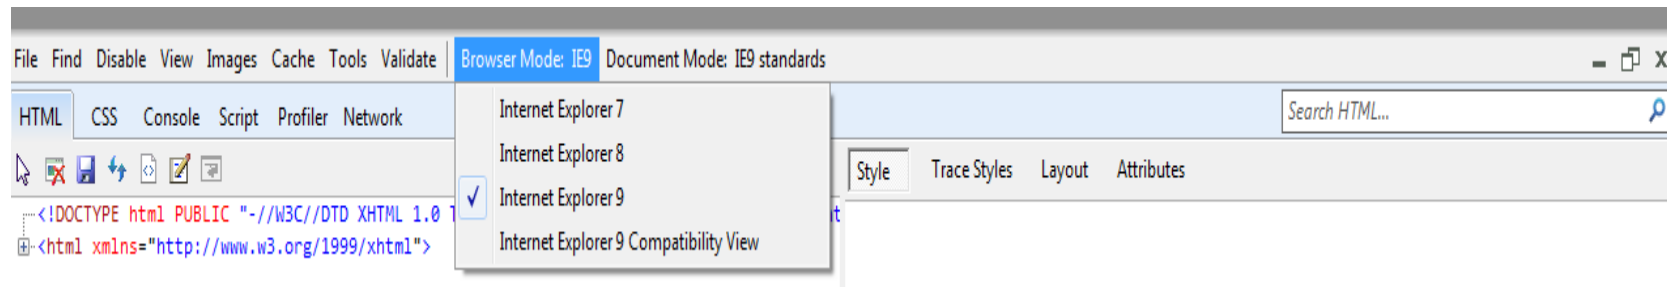 File Find Disable View Images Cache Tools Validate Browser Mode: IE9 Document Mode: IE9 standards
HTML CSS Console Script Profiler Network
Search HTML...
Internet Explorer 7
Internet Explorer 8
Internet Explorer 9
Internet Explorer 9 Compatibility View
Style Trace Styles Layout Attributes
<!DOCTYPE html PUBLIC "-//W3C//DTD XHTML 1.0
<html xmlns="http://www.w3.org/1999/xhtml">